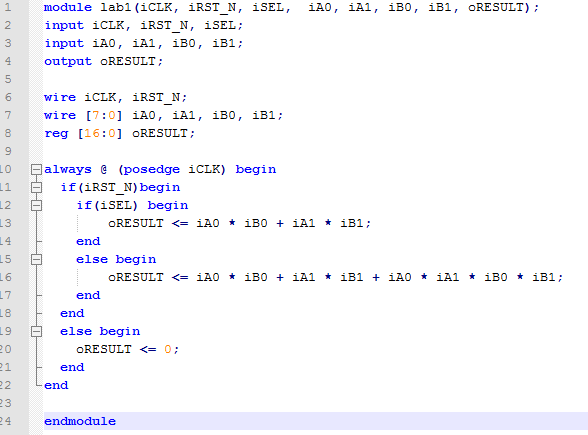 1 module lab1(iCLK, iRST_N, iSEL,  iA0, iA1, iB0, iB1, oRESULT);
2 input iCLK, iRST_N, iSEL;
3 input iA0, iA1, iB0, iB1;
4 output oRESULT;
5
6 wire iCLK, iRST_N;
7 wire [7:0] iA0, iA1, iB0, iB1;
8 reg [16:0] oRESULT;
9
10 always @ (posedge iCLK) begin
11   if(iRST_N)begin
12     if(iSEL) begin
13         oRESULT <= iA0 * iB0 + iA1 * iB1;
14     end
15     else begin
16         oRESULT <= iA0 * iB0 + iA1 * iB1 + iA0 * iA1 * iB0 * iB1;
17     end
18   end
19   else begin
20     oRESULT <= 0;
21   end
22 end
23
24 endmodule